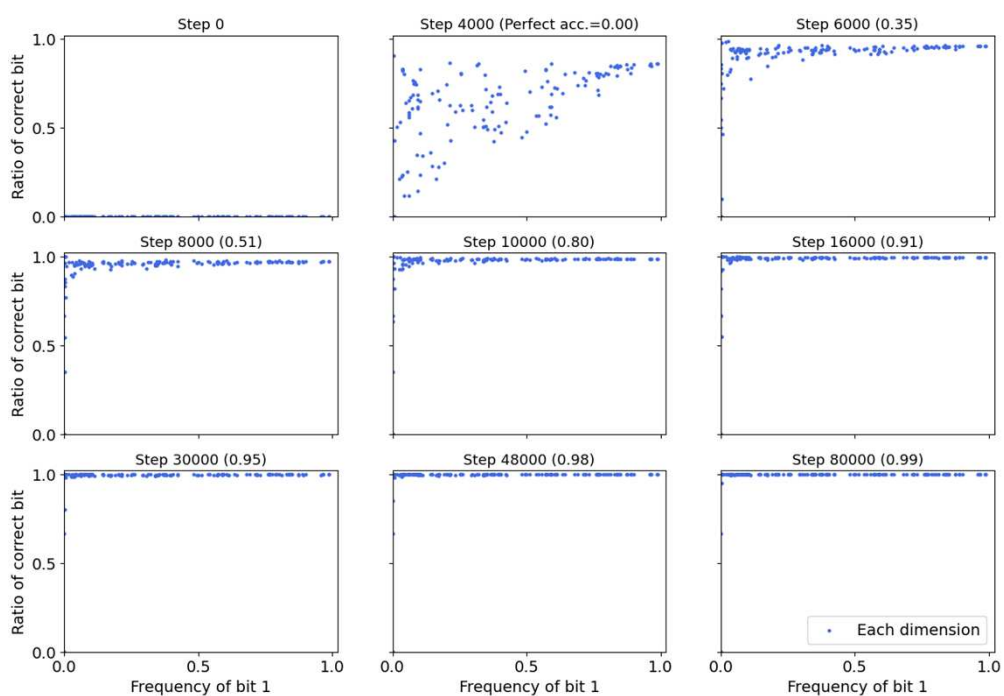 Step 0
Step 4000 (Perfect acc.=0.00)
Step 6000 (0.35)
Ratio of correct bit
1.0
0.5
0.0
Step 8000 (0.51)
Step 10000 (0.80)
Step 16000 (0.91)
Ratio of correct bit
1.0
0.5
0.0
Step 30000 (0.95)
Step 48000 (0.98)
Step 80000 (0.99)
Ratio of correct bit
1.0
0.5
0.0
Each dimension
0.0 0.5 1.0
0.0 0.5 1.0
0.0 0.5 1.0
Frequency of bit 1
Frequency of bit 1
Frequency of bit 1